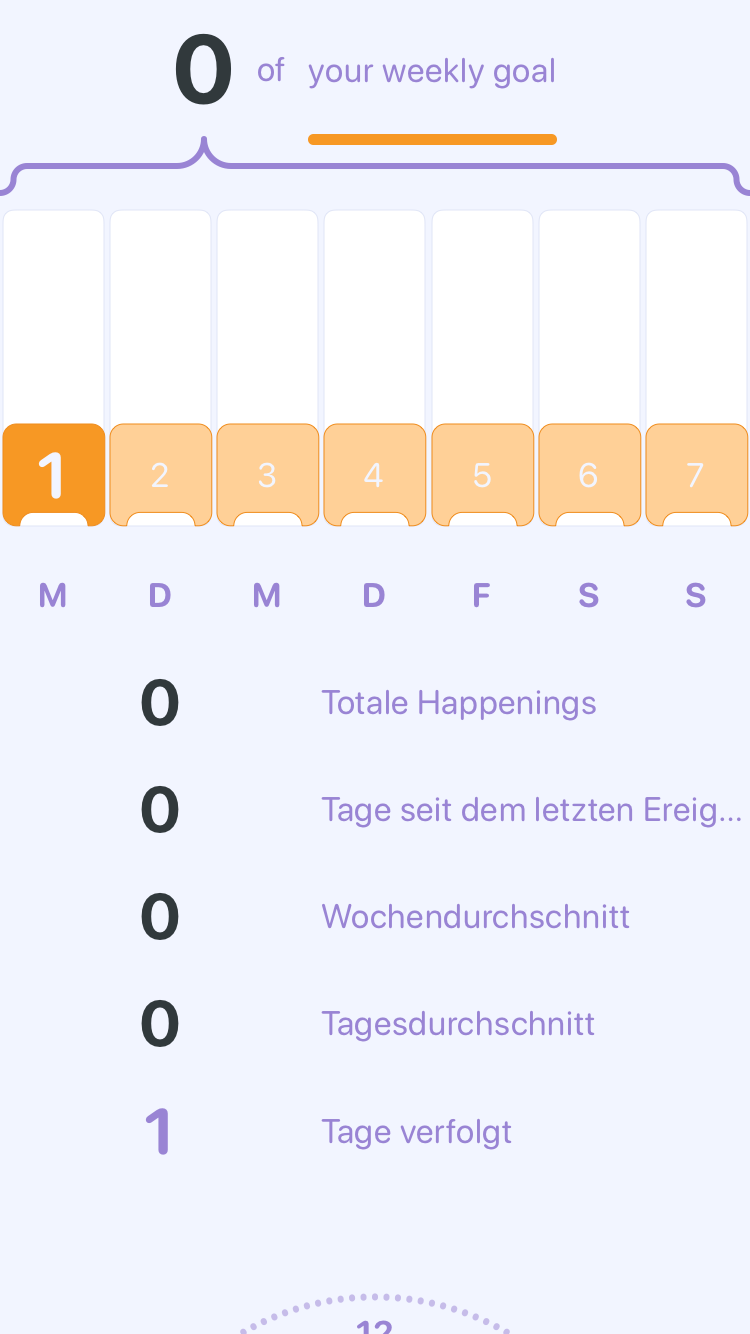 0 of your weekly goal
1 2 3 4 5 6 7
M D M D F S S
0 Totale Happenings
0 Tage seit dem letzten Ereig...
0 Wochendurchschnitt
0 Tagesdurchschnitt
1 Tage verfolgt
12